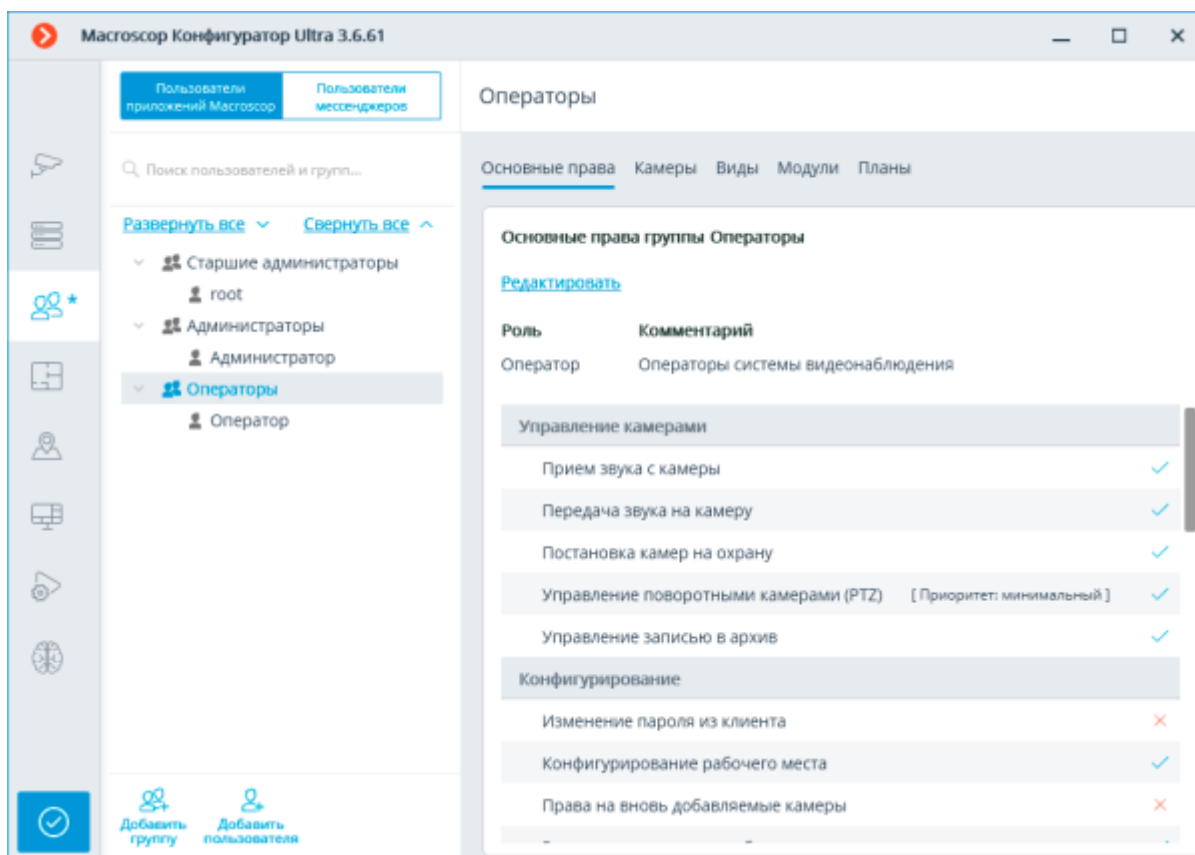 Macroscop Конфигуратор Ultra 3.6.61
Пользователи
приложений Macroscop
Пользователи
мессенджеров
Поиск пользователей и групп...
Развернуть все
Свернуть все
Старшие администраторы
root
Администраторы
Администратор
Операторы
Оператор
Добавить
группу
Добавить
пользователя
Операторы
Основные права Камеры Виды Модули Планы
Основные права группы Операторы
Редактировать
Роль Комментарий
Оператор Операторы системы видеонаблюдения
Управление камерами
Прием звука с камеры
Передача звука на камеру
Постановка камер на охрану
Управление поворотными камерами (PTZ) [ Приоритет: минимальный ]
Управление записью в архив
Конфигурирование
Изменение пароля из клиента
Конфигурирование рабочего места
Права на вновь добавляемые камеры